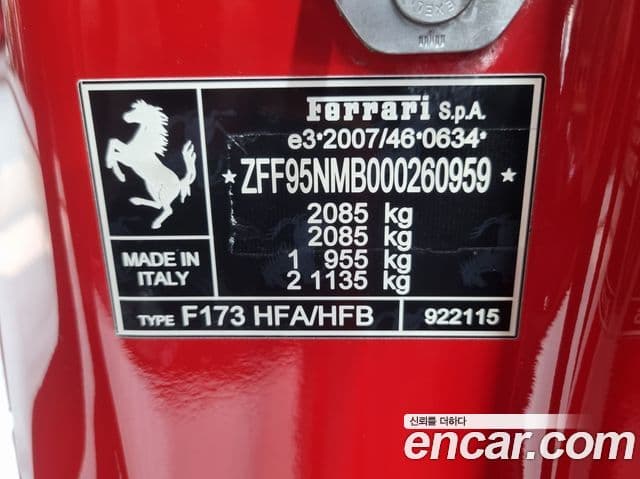 Ferrari S.p.A.
e3*2007/46*0634*
★ZFF95NMB000260959★
2085 kg
2085 kg
1 955 kg
2 1135 kg
MADE IN
ITALY
TYPE F173 HFA/HFB
922115
신뢰를 더하다
encar.com